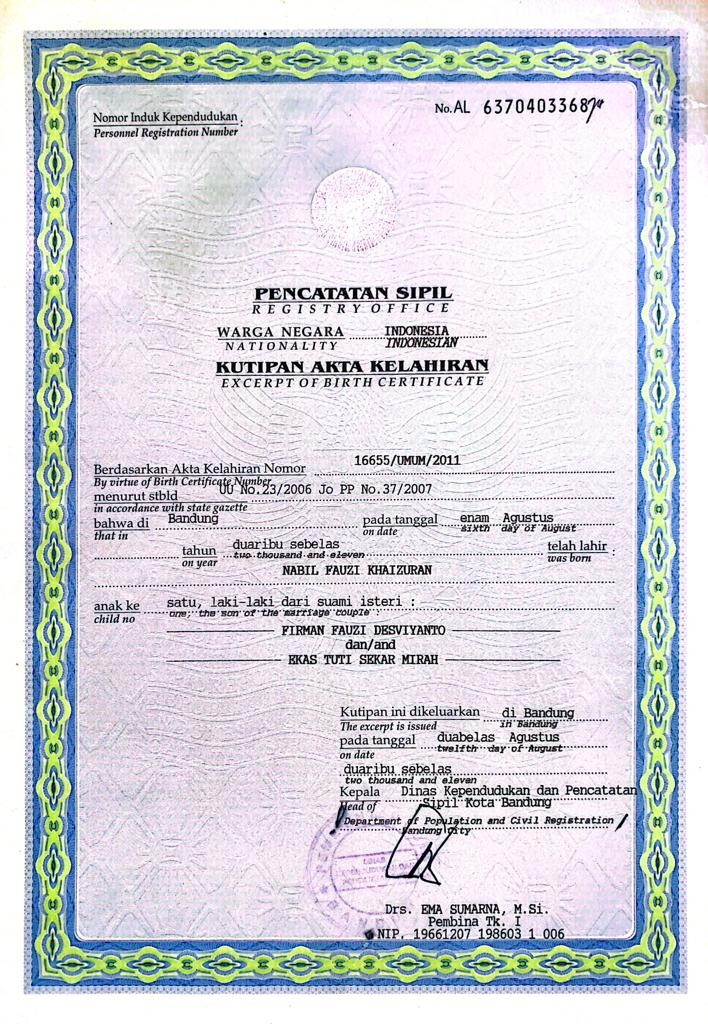 Nomor Induk Kependudukan :
Personnel Registration Number
No. AL 6370403368
PENCATATAN SIPIL
REGISTRY OFFICE
WARGA NEGARA INDONESIA
NATIONALITY INDONESIAN
KUTIPAN AKTA KELAHIRAN
EXCERPT OF BIRTH CERTIFICATE
Berdasarkan Akta Kelahiran Nomor 16655/UMUM/2011
By virtue of Birth Certificate Number
menurut stbld UU No.23/2006 Jo PP No.37/2007
in accordance with state gazette
bahwa di Bandung pada tanggal enam Agustus
that in on date sixth day of August
tahun duaribu sebelas telah lahir
on year two thousand and eleven was born :
NABIL FAUZI KHAIZURAN
anak ke satu, laki-laki dari suami isteri :
child no one, the son of the marriage couple :
FIRMAN FAUZI DESVIYANTO
dan/and
EKAS TUTI SEKAR MIRAH
Kutipan ini dikeluarkan di Bandung
The excerpt is issued in Bandung
pada tanggal duabelas Agustus
on date twelfth day of August
duaribu sebelas
two thousand and eleven
Kepala Dinas Kependudukan dan Pencatatan
Head of Sipil Kota Bandung
Department of Population and Civil Registration
Bandung City
Drs. EMA SUMARNA, M.Si.
Pembina Tk. I
NIP. 19661207 198603 1 006